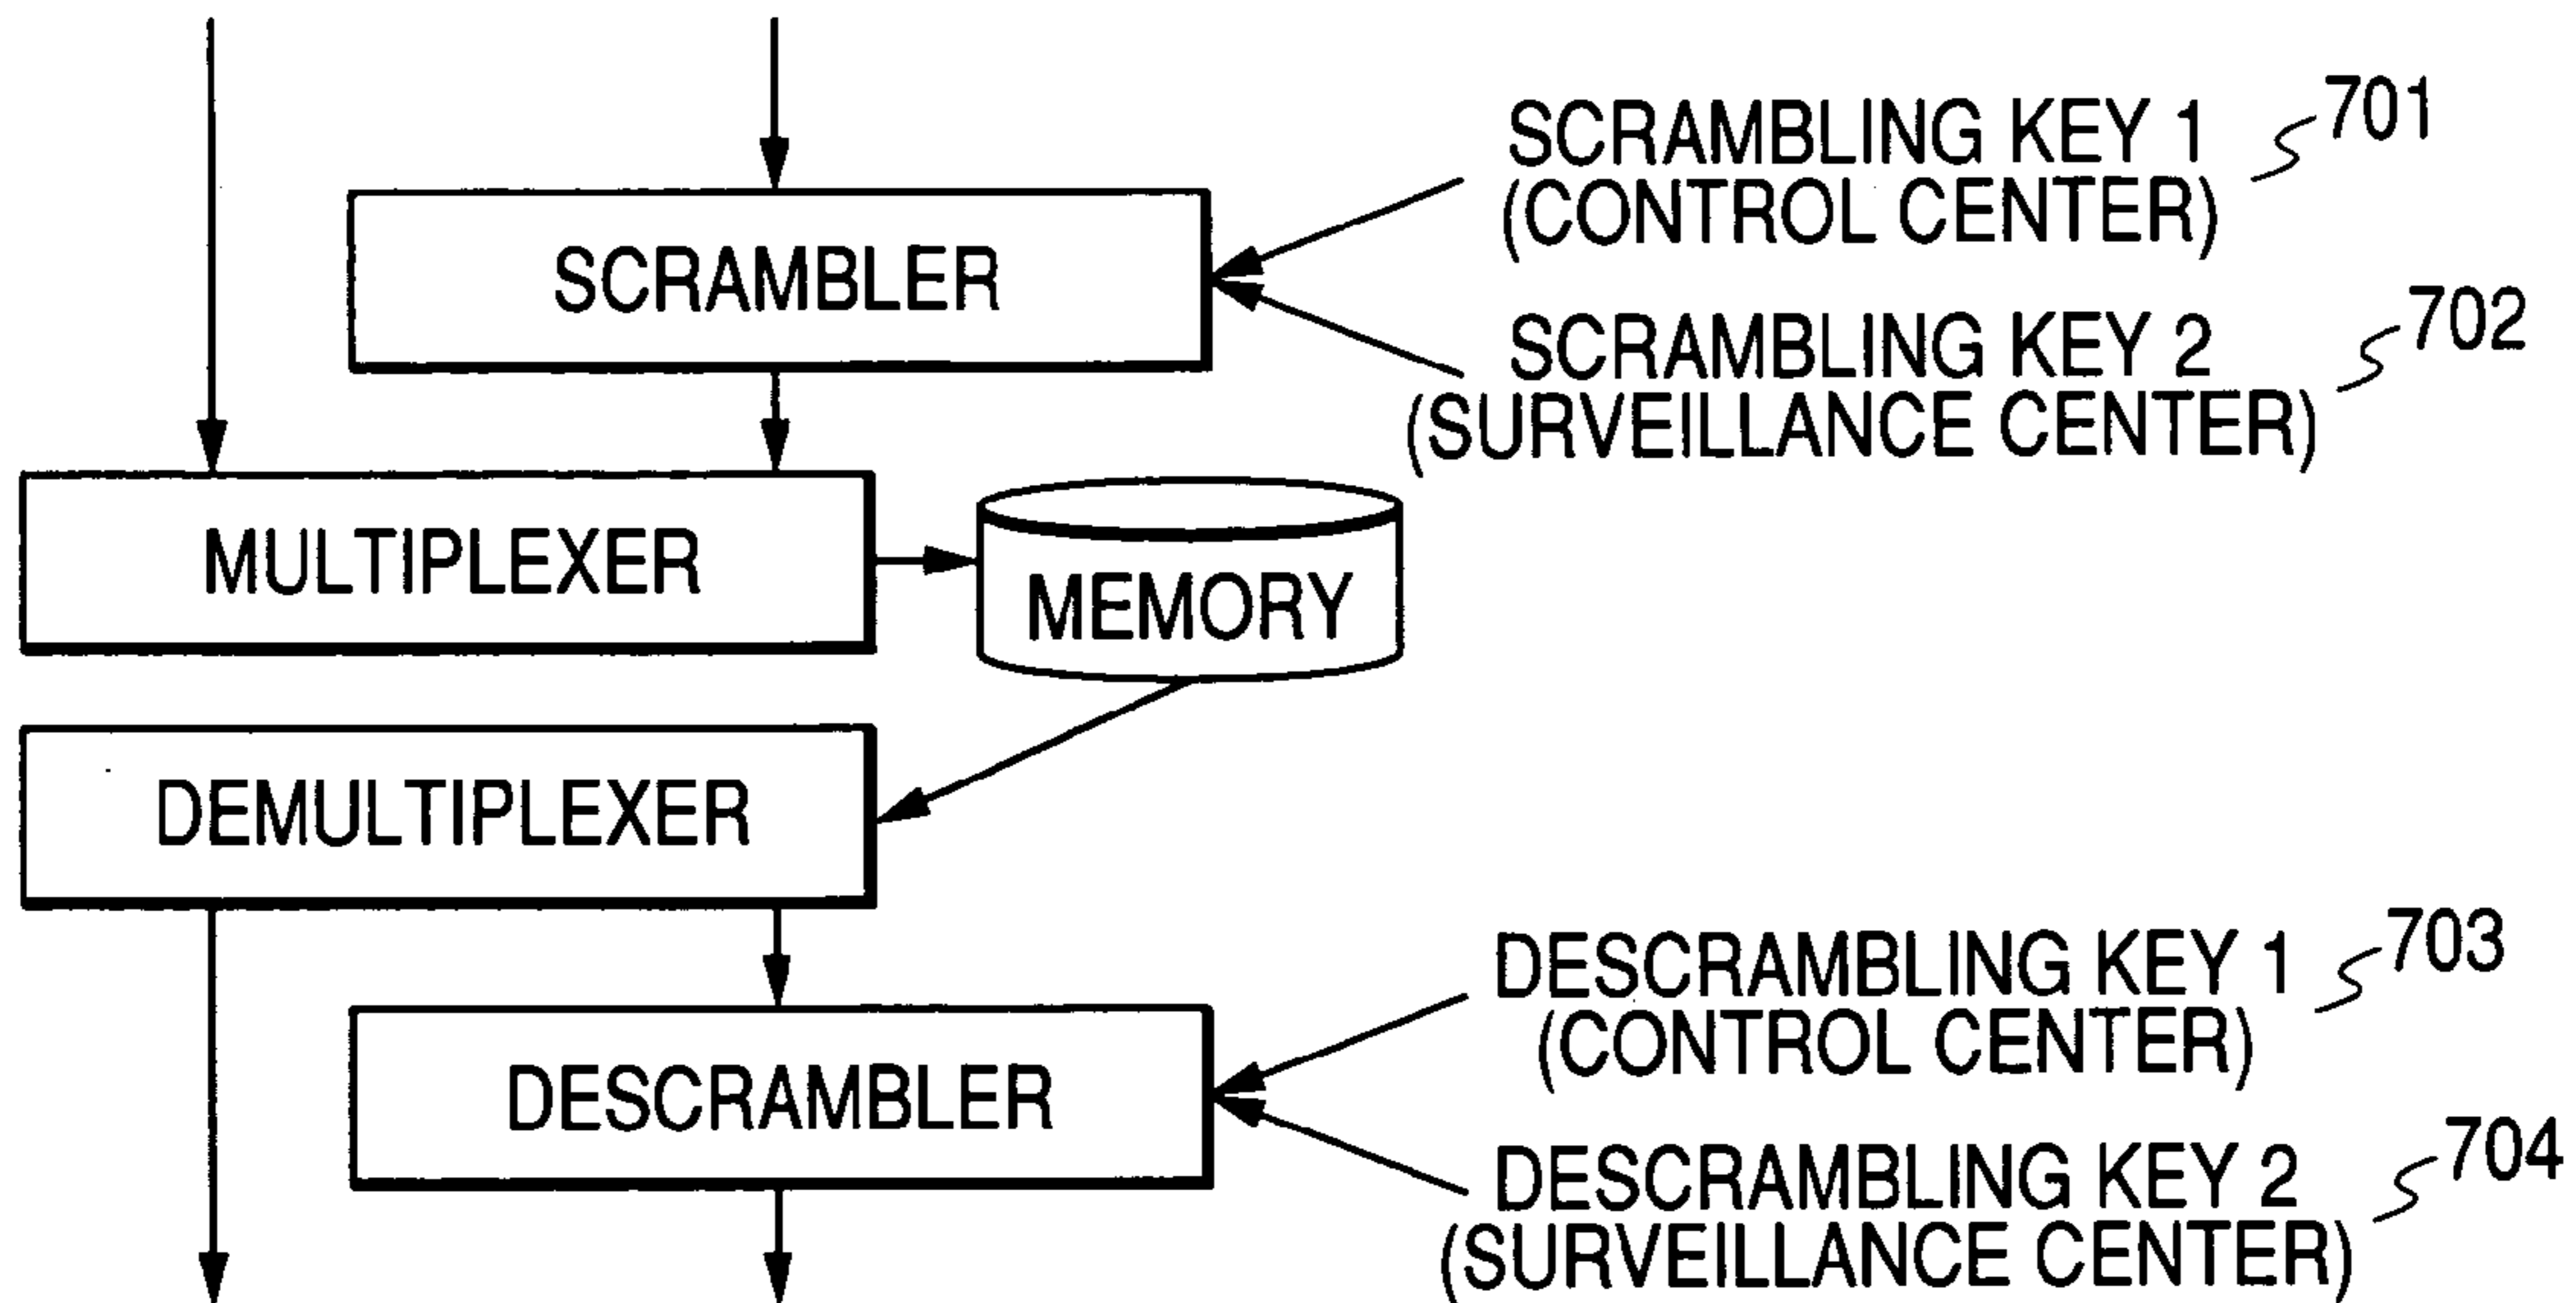 SCRAMBLING KEY 1
(CONTROL CENTER)
701
SCRAMBLER
SCRAMBLING KEY 2
(SURVEILLANCE CENTER)
702
MULTIPLEXER
MEMORY
DEMULTIPLEXER
DESCRAMBLING KEY 1
(CONTROL CENTER)
703
DESCRAMBLER
DESCRAMBLING KEY 2
(SURVEILLANCE CENTER)
704